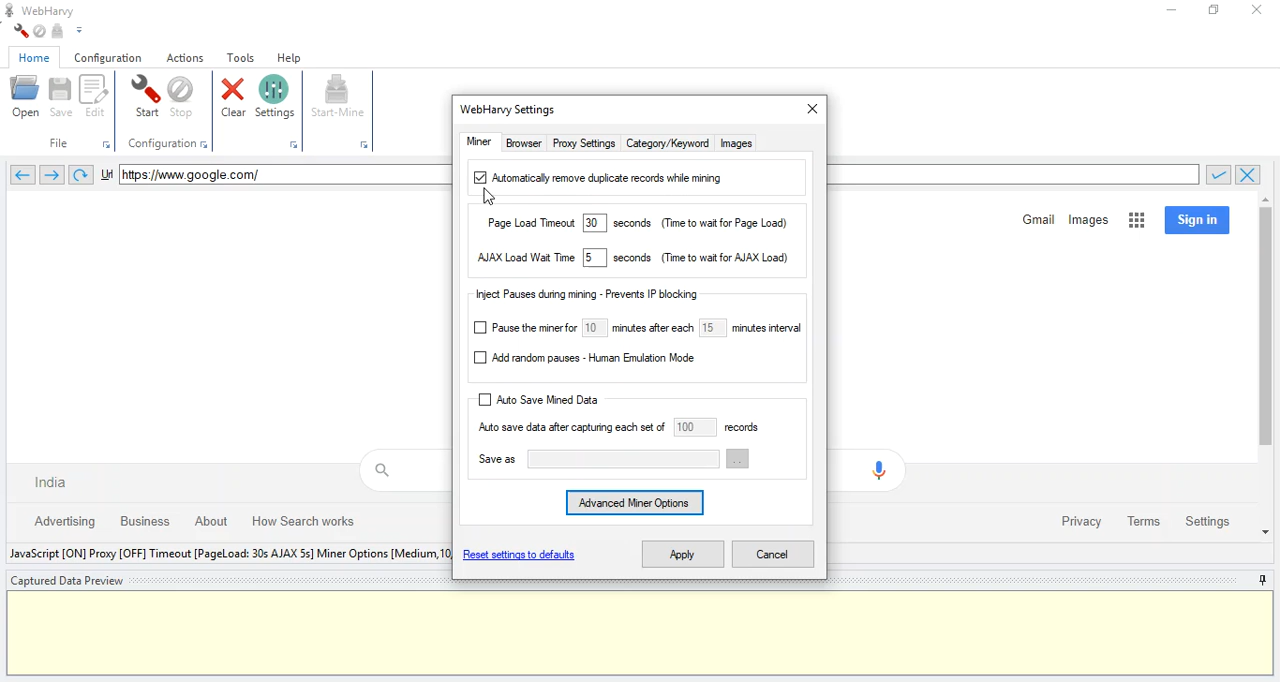 WebHarvy
Home Configuration Actions Tools Help
Open Save Edit Start Stop Clear Settings Start-Mine
File Configuration
Url https://www.google.com/
Gmail Images Sign in
WebHarvy Settings
Miner Browser Proxy Settings Category/Keyword Images
Automatically remove duplicate records while mining
Page Load Timeout 30 seconds (Time to wait for Page Load)
AJAX Load Wait Time 5 seconds (Time to wait for AJAX Load)
Inject Pauses during mining - Prevents IP blocking
Pause the miner for 10 minutes after each 15 minutes interval
Add random pauses - Human Emulation Mode
Auto Save Mined Data
Auto save data after capturing each set of 100 records
Save as ..
Advanced Miner Options
Reset settings to defaults Apply Cancel
India
Advertising Business About How Search works Privacy Terms Settings
JavaScript [ON] Proxy [OFF] Timeout [PageLoad: 30s AJAX 5s] Miner Options [Medium,10,
Captured Data Preview